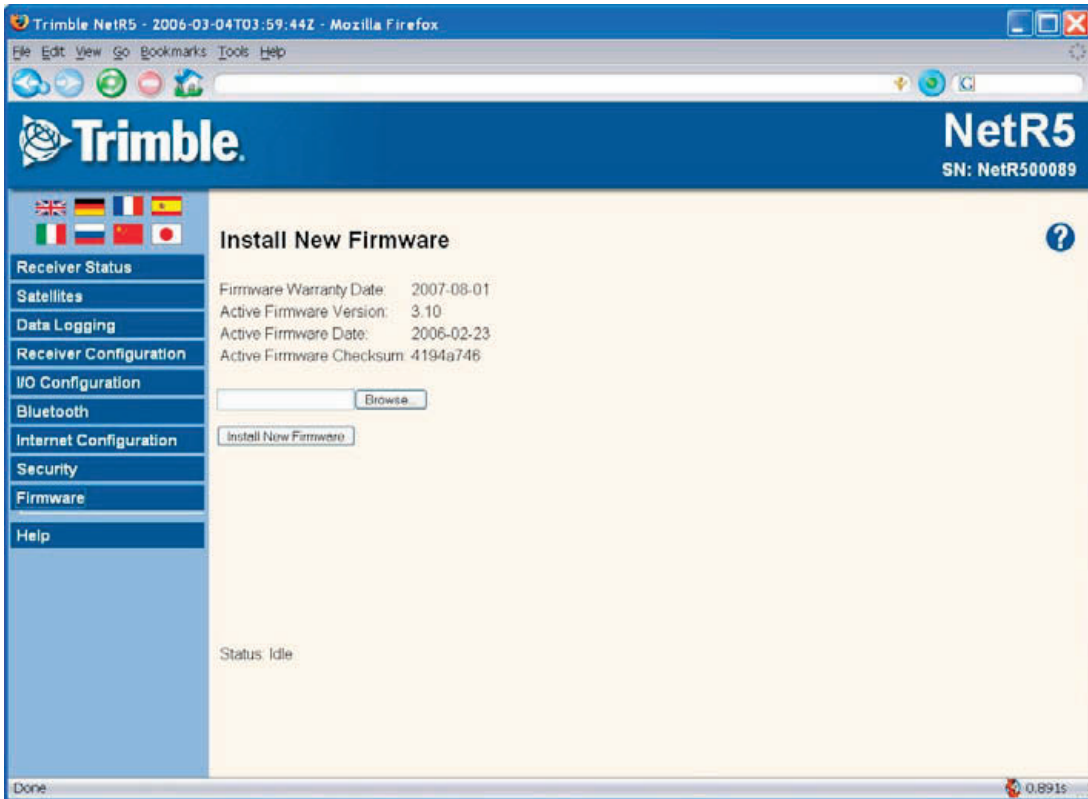 Trimble NetR5 - 2006-03-04T03:59:44Z - Mozilla Firefox
File Edit View Go Bookmarks Tools Help
G
Trimble.
NetR5
SN: NetR500089
Install New Firmware
?
Receiver Status
Satellites
Data Logging
Receiver Configuration
I/O Configuration
Bluetooth
Internet Configuration
Security
Firmware
Help
Firmware Warranty Date: 2007-08-01
Active Firmware Version: 3.10
Active Firmware Date: 2006-02-23
Active Firmware Checksum 4194a746
Browse...
Install New Firmware
Status: Idle
Done
0.891s